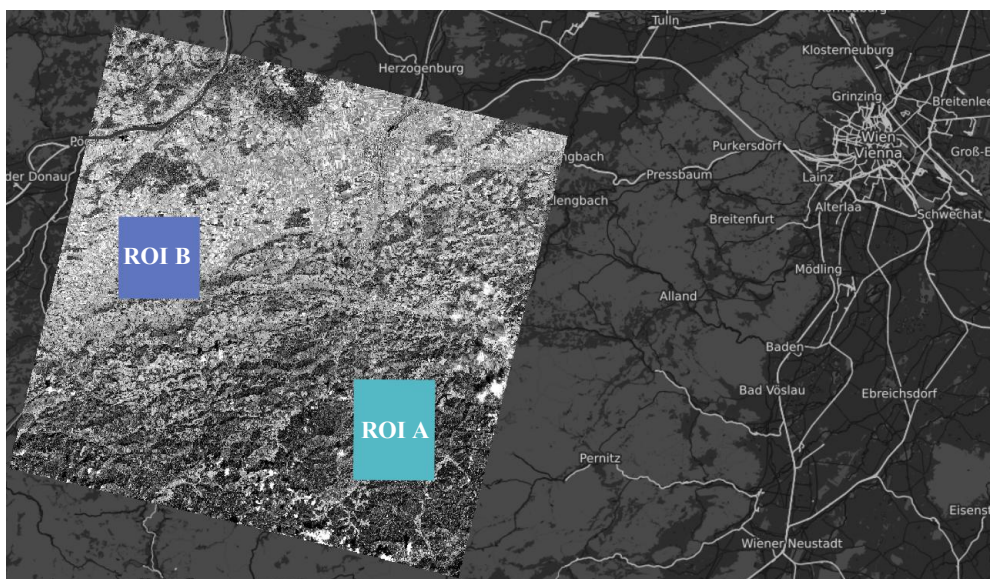 Tulln
Klosterneuburg
Herzogenburg
Grinzing
Breitenlee
Wien
Vienna
Purkersdorf
Groß-E
Pressbaum
Lainz
der Donau
Alterlaa
Schwechat
Breitenfurt
ROI B
Mödling
Alland
Baden
Bad Vöslau
Ebreichsdorf
ROI A
Pernitz
Eisenst
Wiener Neustadt